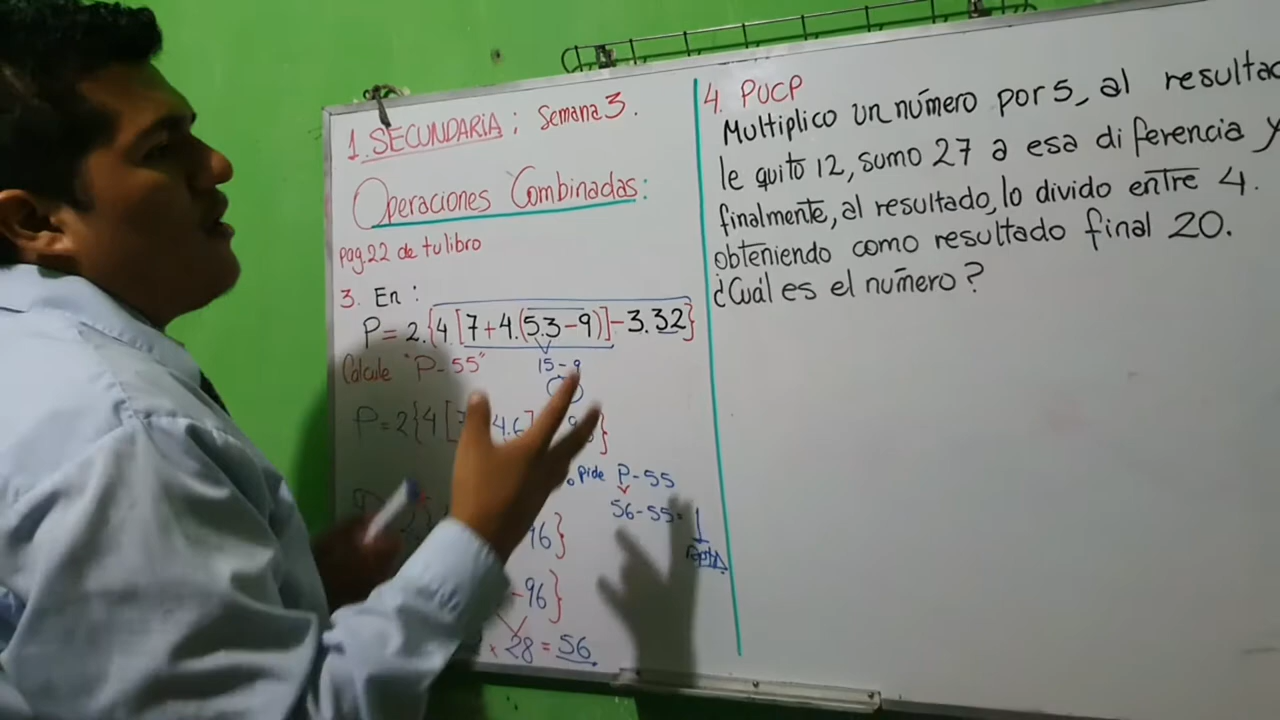 1. SECUNDARIA: Semana 3.
Operaciones Combinadas:
pag. 22 de tu libro
3. En:
P=2.{4[7+4.(5.3-9)]-3.32}
Calcule "P-55"
15-9
P=2{4[7 4.6] 9 }
pide P-55
56-55=1
96}
-96}
x 28=56
4. PUCP
Multiplico un número por 5, al resultad
le quito 12, sumo 27 a esa diferencia y
finalmente, al resultado, lo divido entre 4.
obteniendo como resultado final 20.
¿Cuál es el número?